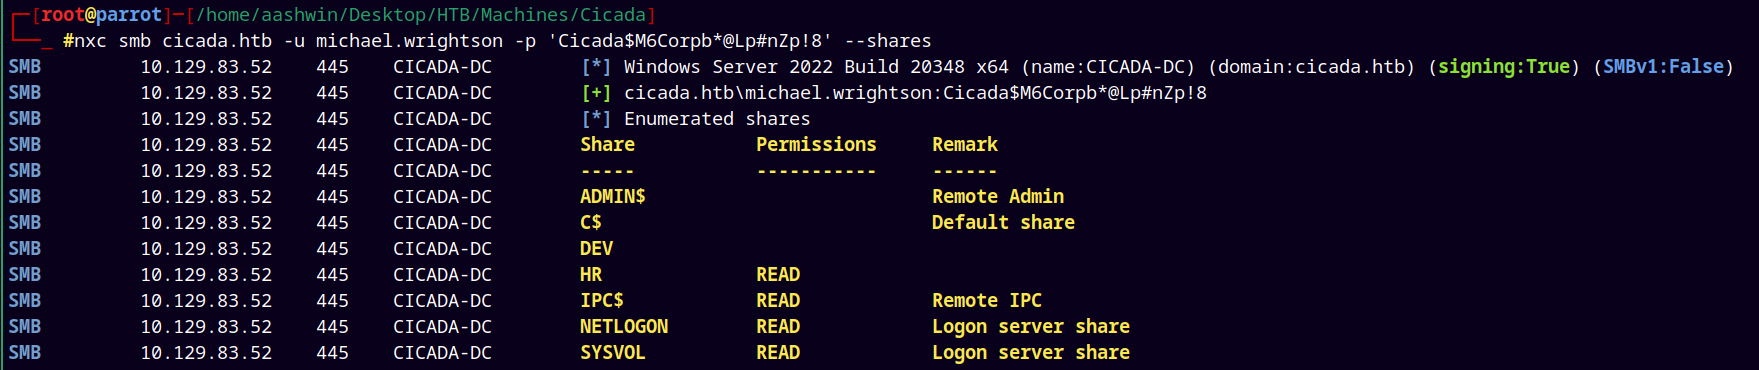 ┌─[root@parrot]─[/home/aashwin/Desktop/HTB/Machines/Cicada]
└──_ #nxc smb cicada.htb -u michael.wrightson -p 'Cicada$M6Corpb*@Lp#nZp!8' --shares
SMB 10.129.83.52 445 CICADA-DC [*] Windows Server 2022 Build 20348 x64 (name:CICADA-DC) (domain:cicada.htb) (signing:True) (SMBv1:False)
SMB 10.129.83.52 445 CICADA-DC [+] cicada.htb\michael.wrightson:Cicada$M6Corpb*@Lp#nZp!8
SMB 10.129.83.52 445 CICADA-DC [*] Enumerated shares
SMB 10.129.83.52 445 CICADA-DC Share Permissions Remark
SMB 10.129.83.52 445 CICADA-DC ----- ----------- ------
SMB 10.129.83.52 445 CICADA-DC ADMIN$ Remote Admin
SMB 10.129.83.52 445 CICADA-DC C$ Default share
SMB 10.129.83.52 445 CICADA-DC DEV
SMB 10.129.83.52 445 CICADA-DC HR READ
SMB 10.129.83.52 445 CICADA-DC IPC$ READ Remote IPC
SMB 10.129.83.52 445 CICADA-DC NETLOGON READ Logon server share
SMB 10.129.83.52 445 CICADA-DC SYSVOL READ Logon server share